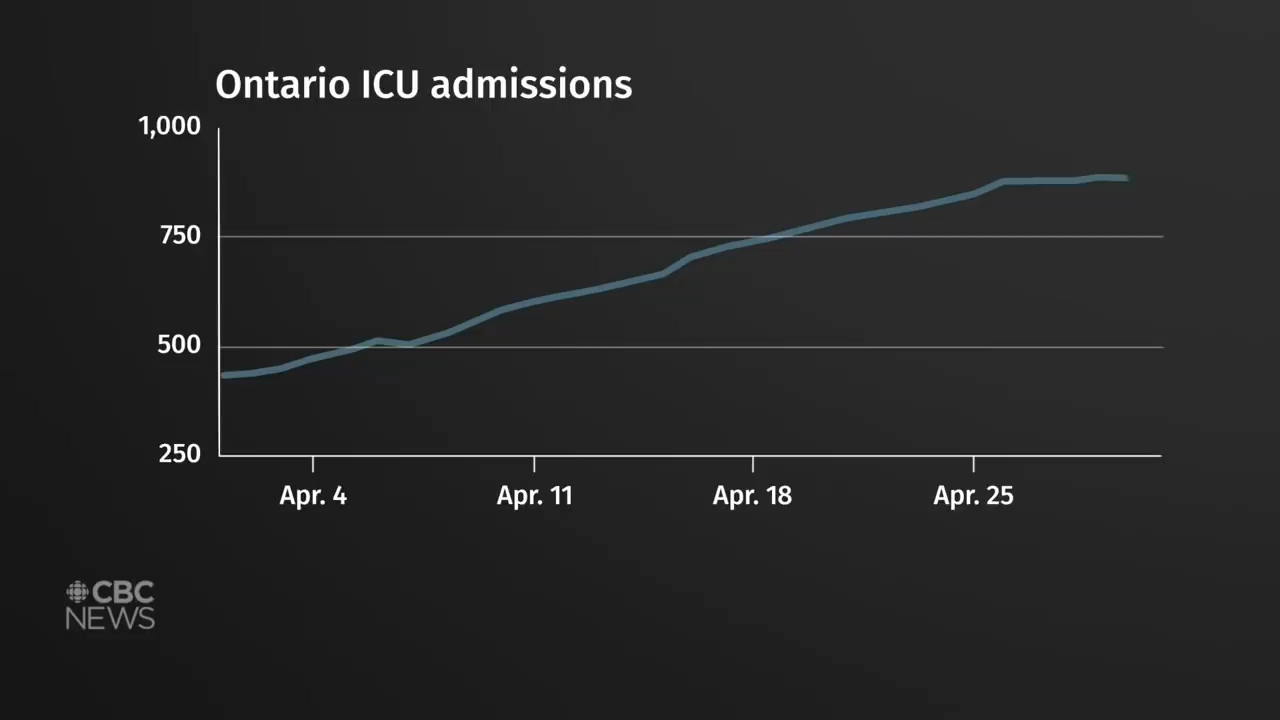 Ontario ICU admissions
1,000
750
500
250
Apr. 4
Apr. 11
Apr. 18
Apr. 25
CBC
NEWS